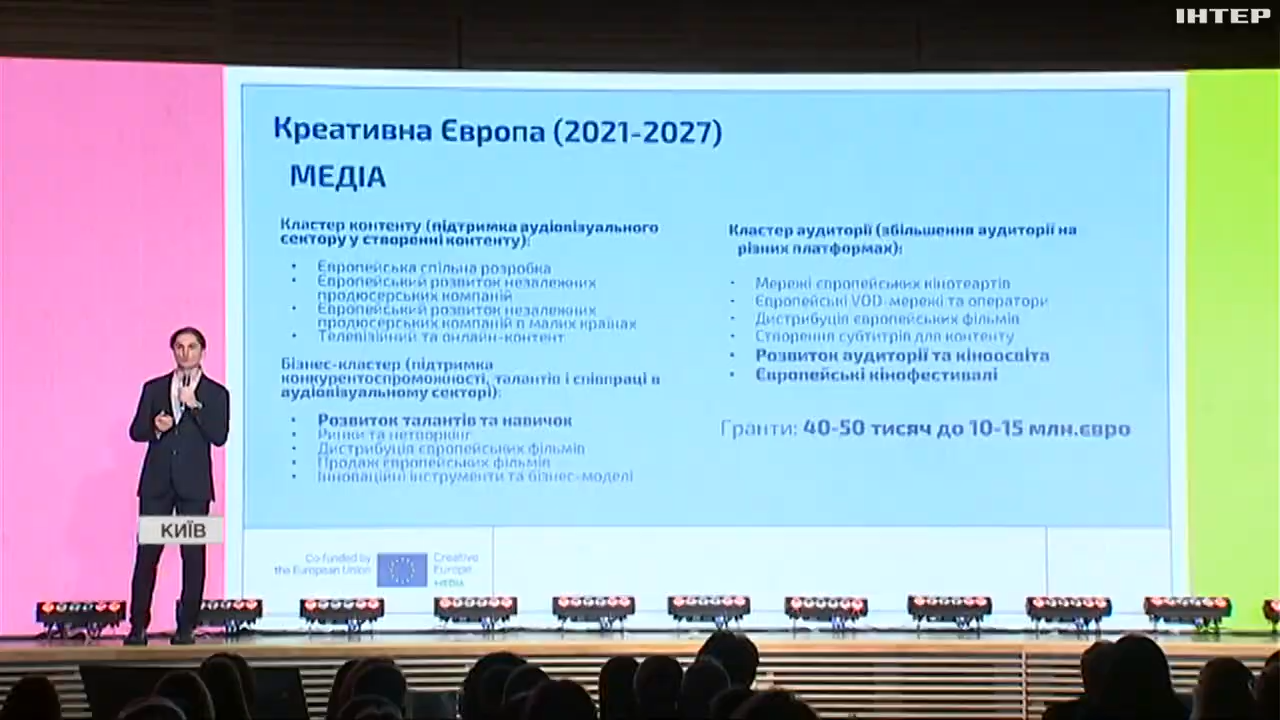 ІНТЕР
Креативна Європа (2021-2027)
МЕДІА
Кластер контенту (підтримка аудіовізуального
сектору у створенні контенту):
• Європейська спільна розробка
• Європейський розвиток незалежних
продюсерських компаній
• Європейський розвиток незалежних
продюсерських компаній в малих країнах
• Телевізійний та онлайн-контент
Бізнес-кластер (підтримка
конкурентоспроможності, талантів і співпраці в
аудіовізуальному секторі):
• Розвиток талантів та навичок
• Ринки та нетворкінг
• Дистрибуція європейських фільмів
• Продаж європейських фільмів
• Інноваційні інструменти та бізнес-моделі
Кластер аудиторії (збільшення аудиторії на
різних платформах):
• Мережі європейських кінотеартів
• Європейські VOD-мережі та оператори
• Дистрибуція європейських фільмів
• Створення субтитрів для контенту
• Розвиток аудиторії та кіноосвіта
• Європейські кінофестивалі
Гранти: 40-50 тисяч до 10-15 млн.євро
КИЇВ
Co-funded by
the European Union
Creative
Europe
MEDIA